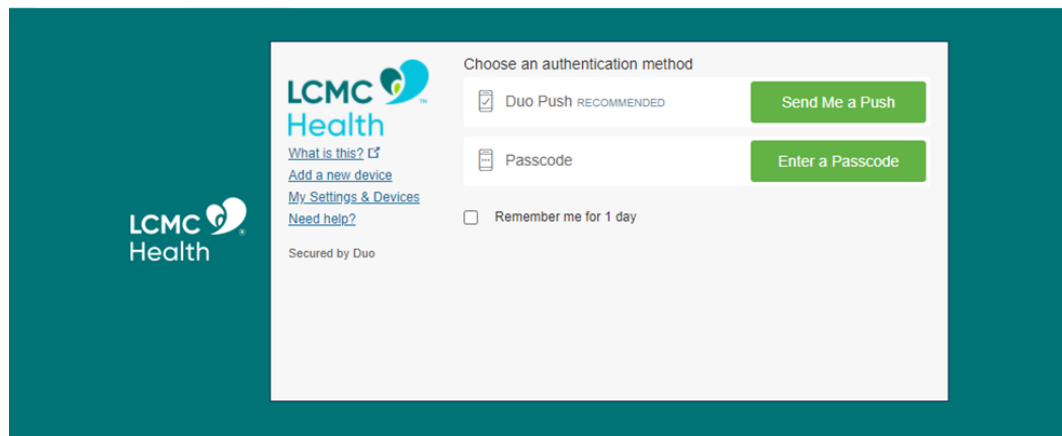 LCMC
Health
LCMC
Health
What is this?
Add a new device
My Settings & Devices
Need help?
Secured by Duo
Choose an authentication method
Duo Push RECOMMENDED
Send Me a Push
Passcode
Enter a Passcode
Remember me for 1 day